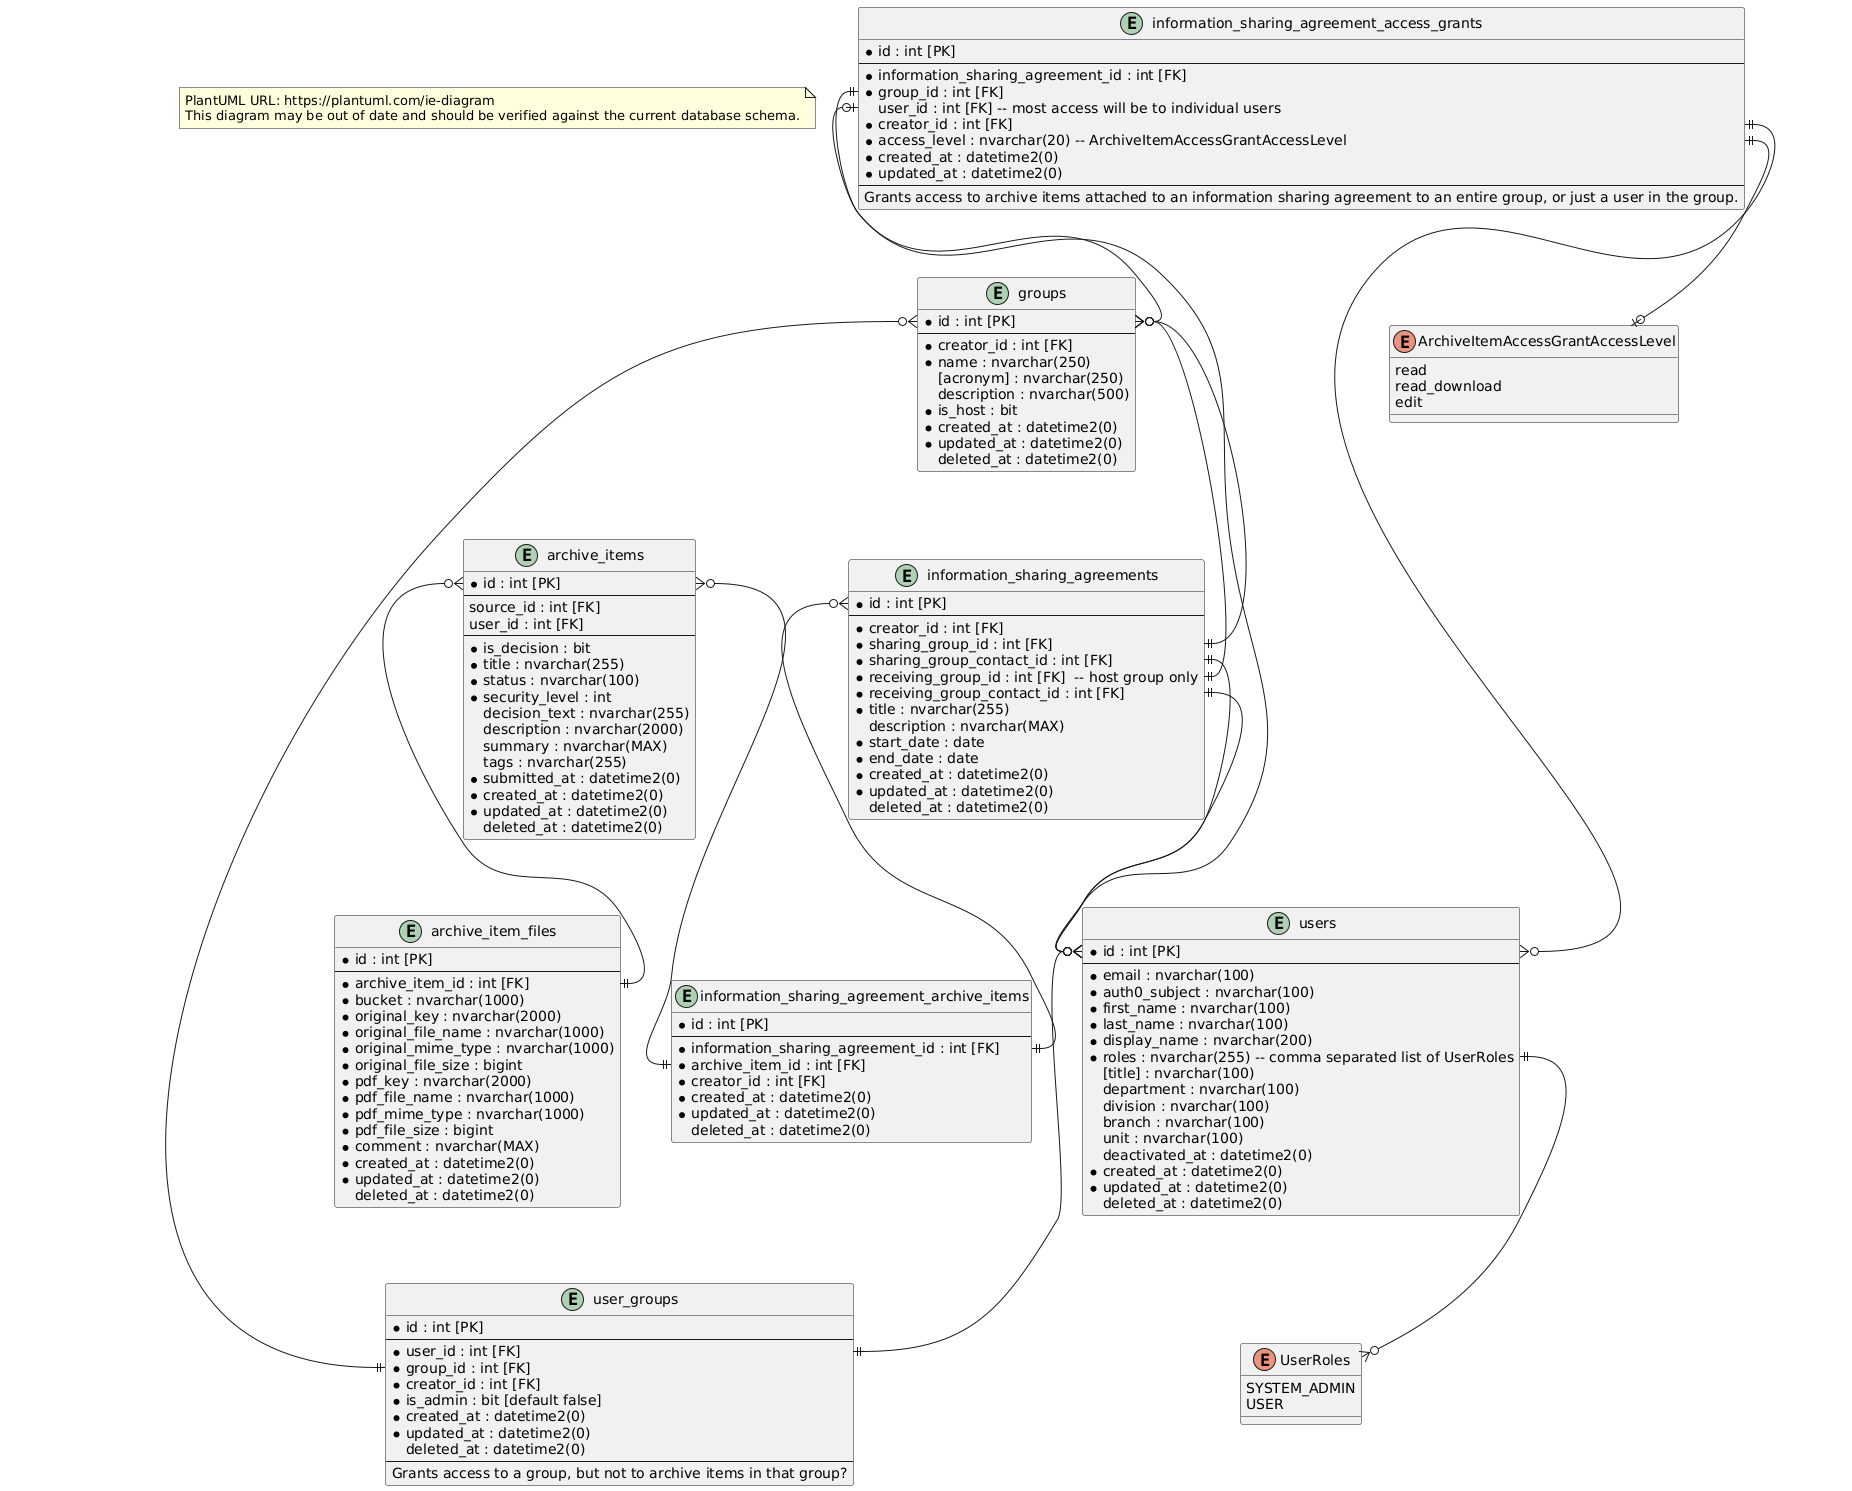 E information_sharing_agreement_access_grants
id : int [PK]
information_sharing_agreement_id : int [FK]
group_id : int [FK]
user_id : int [FK] -- most access will be to individual users
creator_id : int [FK]
access_level : nvarchar(20) -- ArchiveItemAccessGrantAccessLevel
created_at : datetime2(0)
updated_at : datetime2(0)
Grants access to archive items attached to an information sharing agreement to an entire group, or just a user in the group.
PlantUML URL: https://plantuml.com/ie-diagram
This diagram may be out of date and should be verified against the current database schema.
E groups
id : int [PK]
creator_id : int [FK]
name : nvarchar(250)
[acronym] : nvarchar(250)
description : nvarchar(500)
is_host : bit
created_at : datetime2(0)
updated_at : datetime2(0)
deleted_at : datetime2(0)
E ArchiveItemAccessGrantAccessLevel
read
read_download
edit
E archive_items
id : int [PK]
source_id : int [FK]
user_id : int [FK]
is_decision : bit
title : nvarchar(255)
status : nvarchar(100)
security_level : int
decision_text : nvarchar(255)
description : nvarchar(2000)
summary : nvarchar(MAX)
tags : nvarchar(255)
submitted_at : datetime2(0)
created_at : datetime2(0)
updated_at : datetime2(0)
deleted_at : datetime2(0)
E information_sharing_agreements
id : int [PK]
creator_id : int [FK]
sharing_group_id : int [FK]
sharing_group_contact_id : int [FK]
receiving_group_id : int [FK]  -- host group only
receiving_group_contact_id : int [FK]
title : nvarchar(255)
description : nvarchar(MAX)
start_date : date
end_date : date
created_at : datetime2(0)
updated_at : datetime2(0)
deleted_at : datetime2(0)
E archive_item_files
id : int [PK]
archive_item_id : int [FK]
bucket : nvarchar(1000)
original_key : nvarchar(2000)
original_file_name : nvarchar(1000)
original_mime_type : nvarchar(1000)
original_file_size : bigint
pdf_key : nvarchar(2000)
pdf_file_name : nvarchar(1000)
pdf_mime_type : nvarchar(1000)
pdf_file_size : bigint
comment : nvarchar(MAX)
created_at : datetime2(0)
updated_at : datetime2(0)
deleted_at : datetime2(0)
E information_sharing_agreement_archive_items
id : int [PK]
information_sharing_agreement_id : int [FK]
archive_item_id : int [FK]
creator_id : int [FK]
created_at : datetime2(0)
updated_at : datetime2(0)
deleted_at : datetime2(0)
E users
id : int [PK]
email : nvarchar(100)
auth0_subject : nvarchar(100)
first_name : nvarchar(100)
last_name : nvarchar(100)
display_name : nvarchar(200)
roles : nvarchar(255) -- comma separated list of UserRoles
[title] : nvarchar(100)
department : nvarchar(100)
division : nvarchar(100)
branch : nvarchar(100)
unit : nvarchar(100)
deactivated_at : datetime2(0)
created_at : datetime2(0)
updated_at : datetime2(0)
deleted_at : datetime2(0)
E user_groups
id : int [PK]
user_id : int [FK]
group_id : int [FK]
creator_id : int [FK]
is_admin : bit [default false]
created_at : datetime2(0)
updated_at : datetime2(0)
deleted_at : datetime2(0)
Grants access to a group, but not to archive items in that group?
E UserRoles
SYSTEM_ADMIN
USER